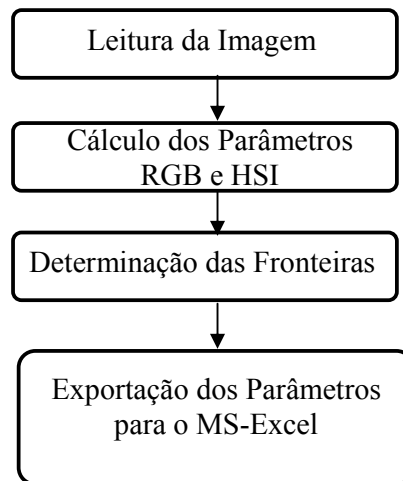 Leitura da Imagem
Cálculo dos Parâmetros
RGB e HSI
Determinação das Fronteiras
Exportação dos Parâmetros
para o MS-Excel